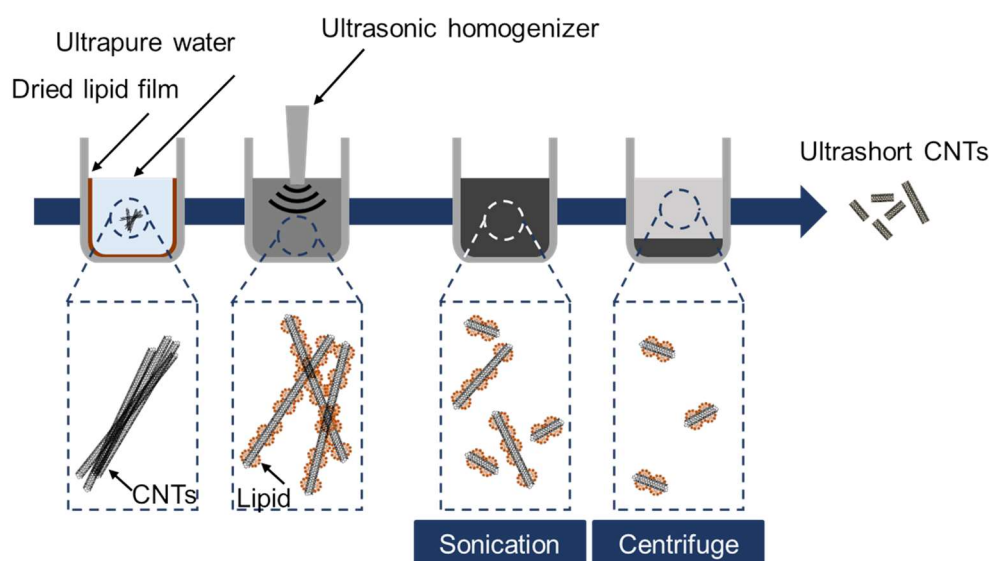 Ultrapure water
Ultrasonic homogenizer
Dried lipid film
Ultrashort CNTs
CNTs
Lipid
Sonication
Centrifuge